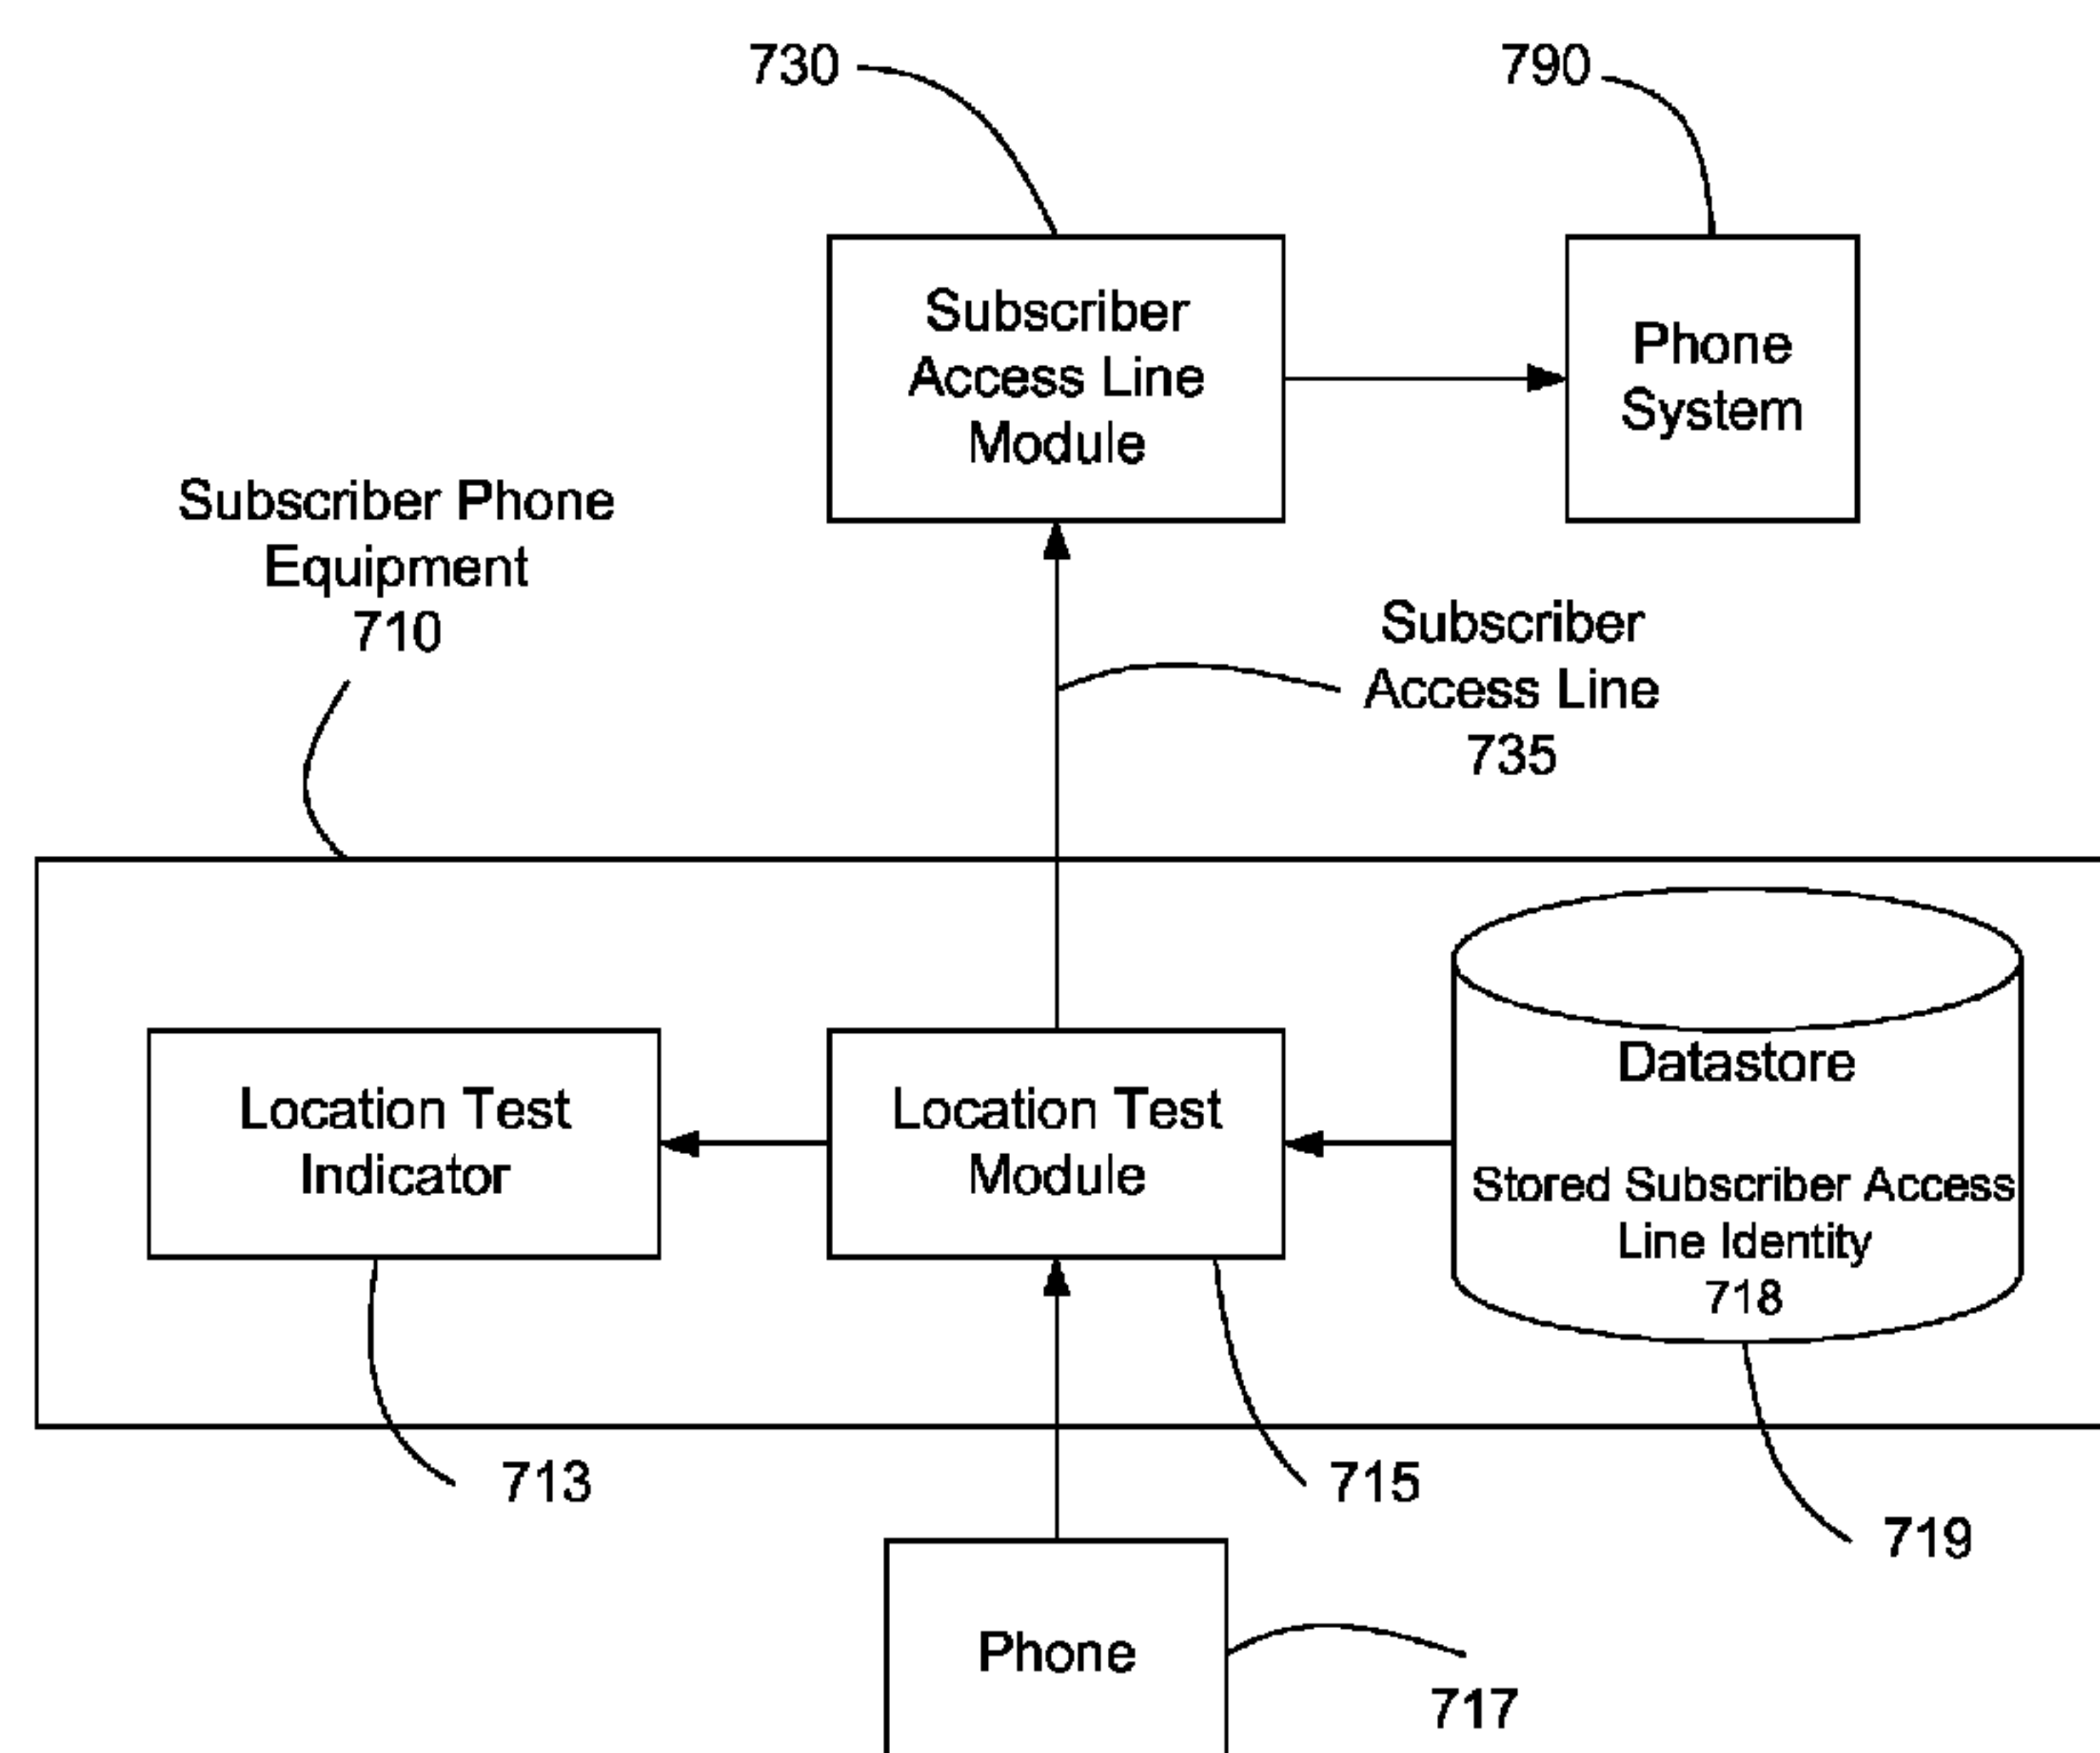 730
790
Subscriber
Access Line
Module
Phone
System
Subscriber Phone
Equipment
710
Subscriber
Access Line
735
Location Test
Indicator
Location Test
Module
Datastore
Stored Subscriber Access
Line Identity
718
713
715
719
Phone
717